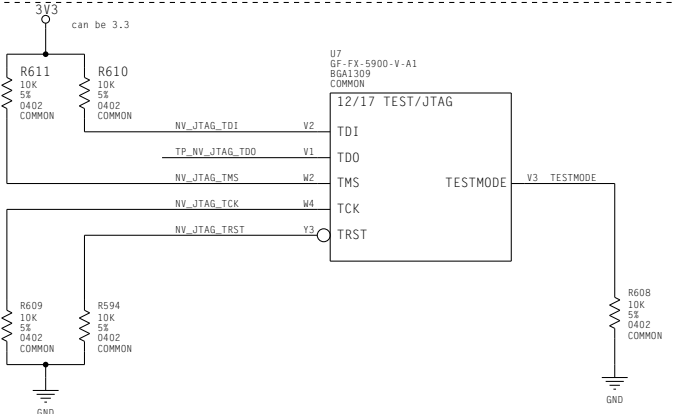 3V3
can be 3.3
R611
10K
5%
0402
COMMON
R610
10K
5%
0402
COMMON
U7
GF-FX-5900-V-A1
BGA1309
COMMON
12/17 TEST/JTAG
NV_JTAG_TDI V2 TDI
TP_NV_JTAG_TDO V1 TDO
NV_JTAG_TMS W2 TMS
TESTMODE V3 TESTMODE
NV_JTAG_TCK W4 TCK
NV_JTAG_TRST Y3 TRST
R609
10K
5%
0402
COMMON
R594
10K
5%
0402
COMMON
R608
10K
5%
0402
COMMON
GND
GND